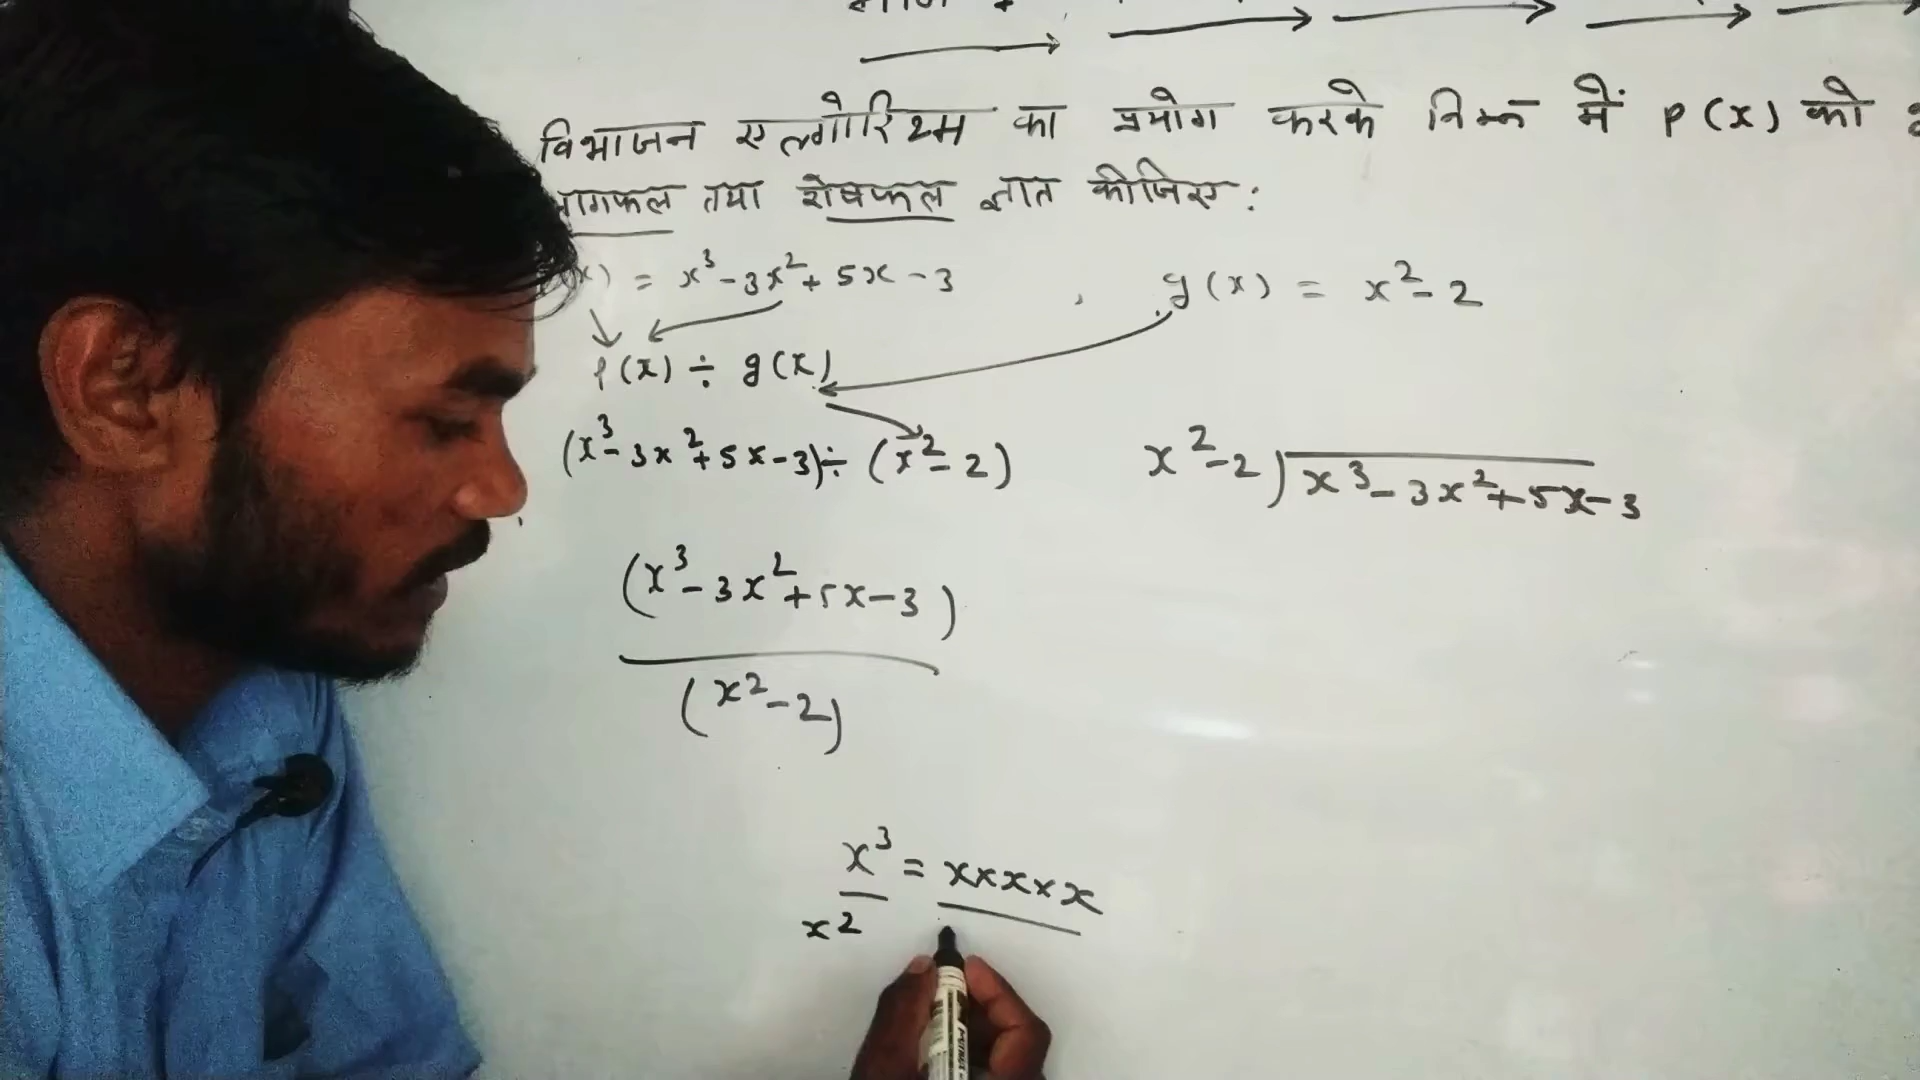 विभाजन एल्गोरिथ्म का प्रयोग करके निम्न में p(x) को
भागफल तथा शेषफल ज्ञात कीजिए :
(x) = x³ - 3x² + 5x - 3 , g(x) = x² - 2
p(x) ÷ g(x)
(x³ - 3x² + 5x - 3) ÷ (x² - 2)
x² - 2 ) x³ - 3x² + 5x - 3
(x³ - 3x² + 5x - 3)
(x² - 2)
x³ = x × x × x
x²